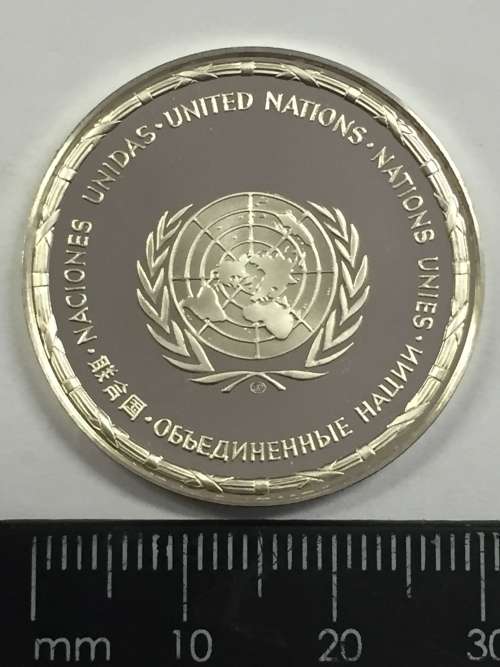 · UNITED NATIONS · NATIONS UNIES · ОБЪЕДИНЕННЫЕ НАЦИИ · 联合国 · NACIONES UNIDAS
mm 10 20 30